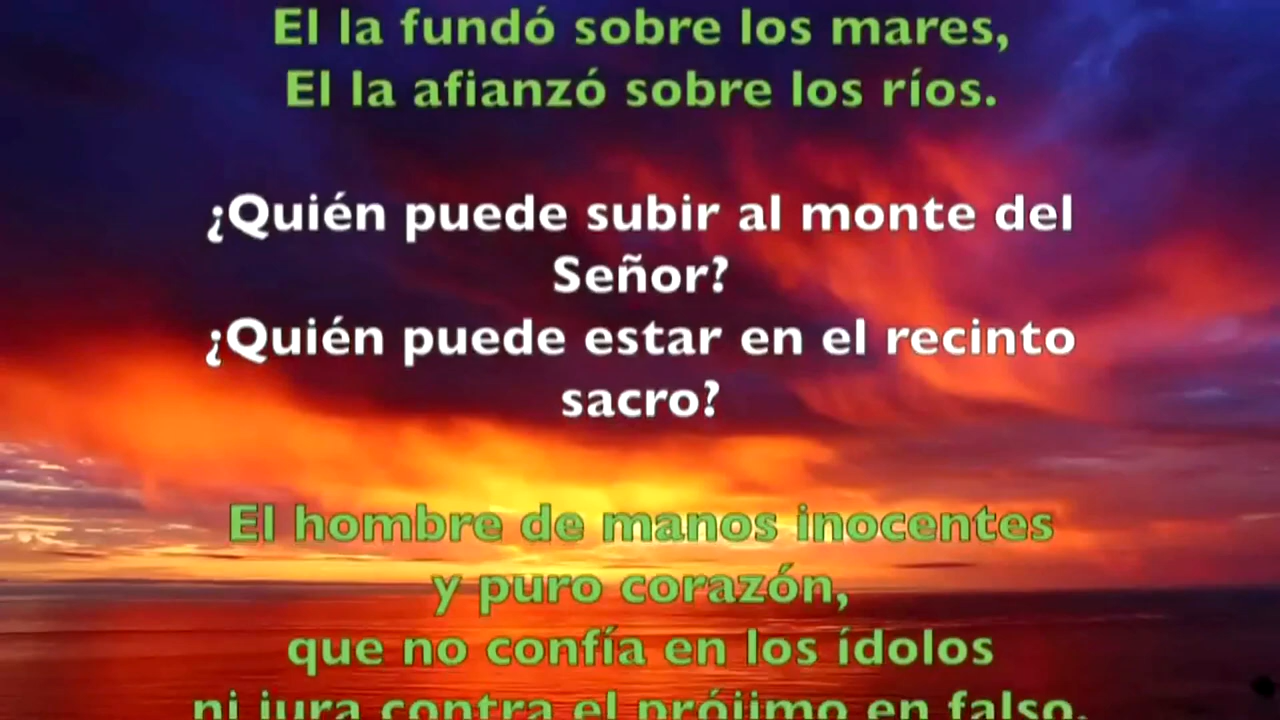 El la fundó sobre los mares,
El la afianzó sobre los ríos.
¿Quién puede subir al monte del
Señor?
¿Quién puede estar en el recinto
sacro?
El hombre de manos inocentes
y puro corazón,
que no confía en los ídolos
ni jura contra el prójimo en falso.